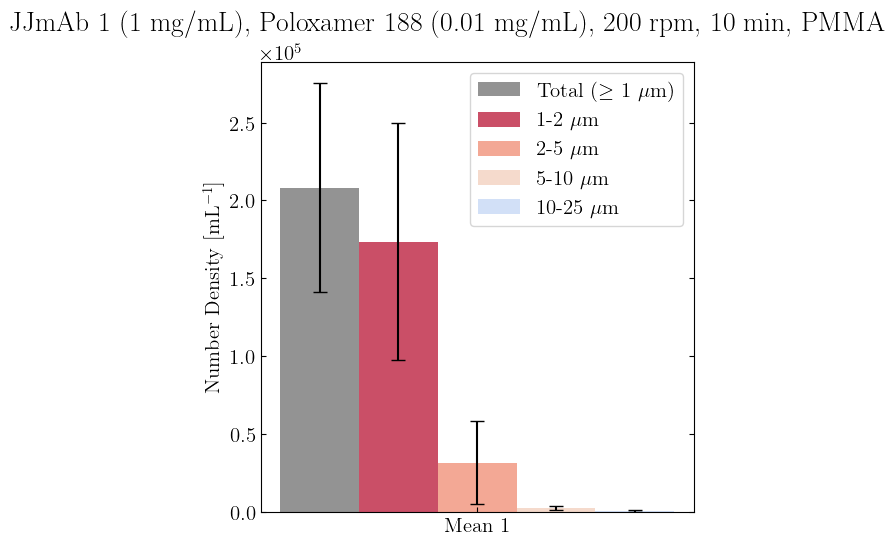 JJmAb 1 (1 mg/mL), Poloxamer 188 (0.01 mg/mL), 200 rpm, 10 min, PMMA
×10⁵
Total (≥ 1 μm)
1-2 μm
2-5 μm
5-10 μm
10-25 μm
Number Density [mL⁻¹]
2.5
2.0
1.5
1.0
0.5
0.0
Mean 1